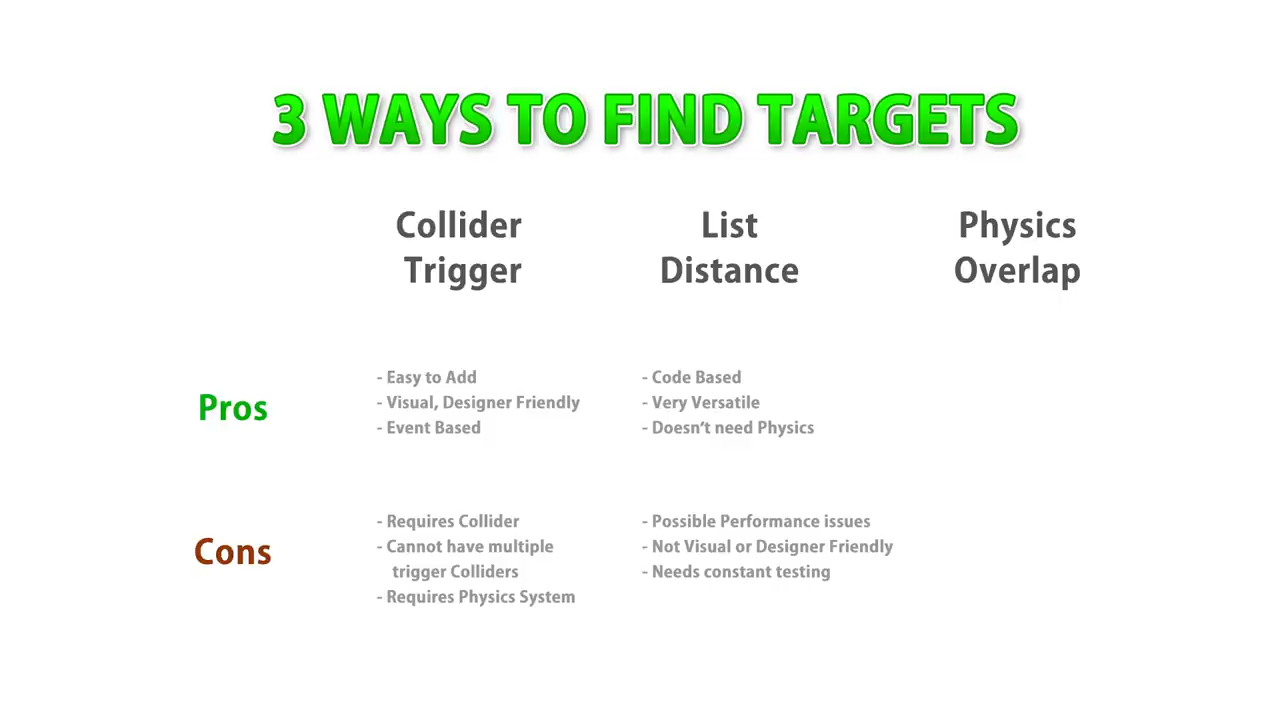 3 WAYS TO FIND TARGETS
Collider
Trigger
List
Distance
Physics
Overlap
Pros
- Easy to Add
- Visual, Designer Friendly
- Event Based
- Code Based
- Very Versatile
- Doesn't need Physics
Cons
- Requires Collider
- Cannot have multiple
trigger Colliders
- Requires Physics System
- Possible Performance issues
- Not Visual or Designer Friendly
- Needs constant testing